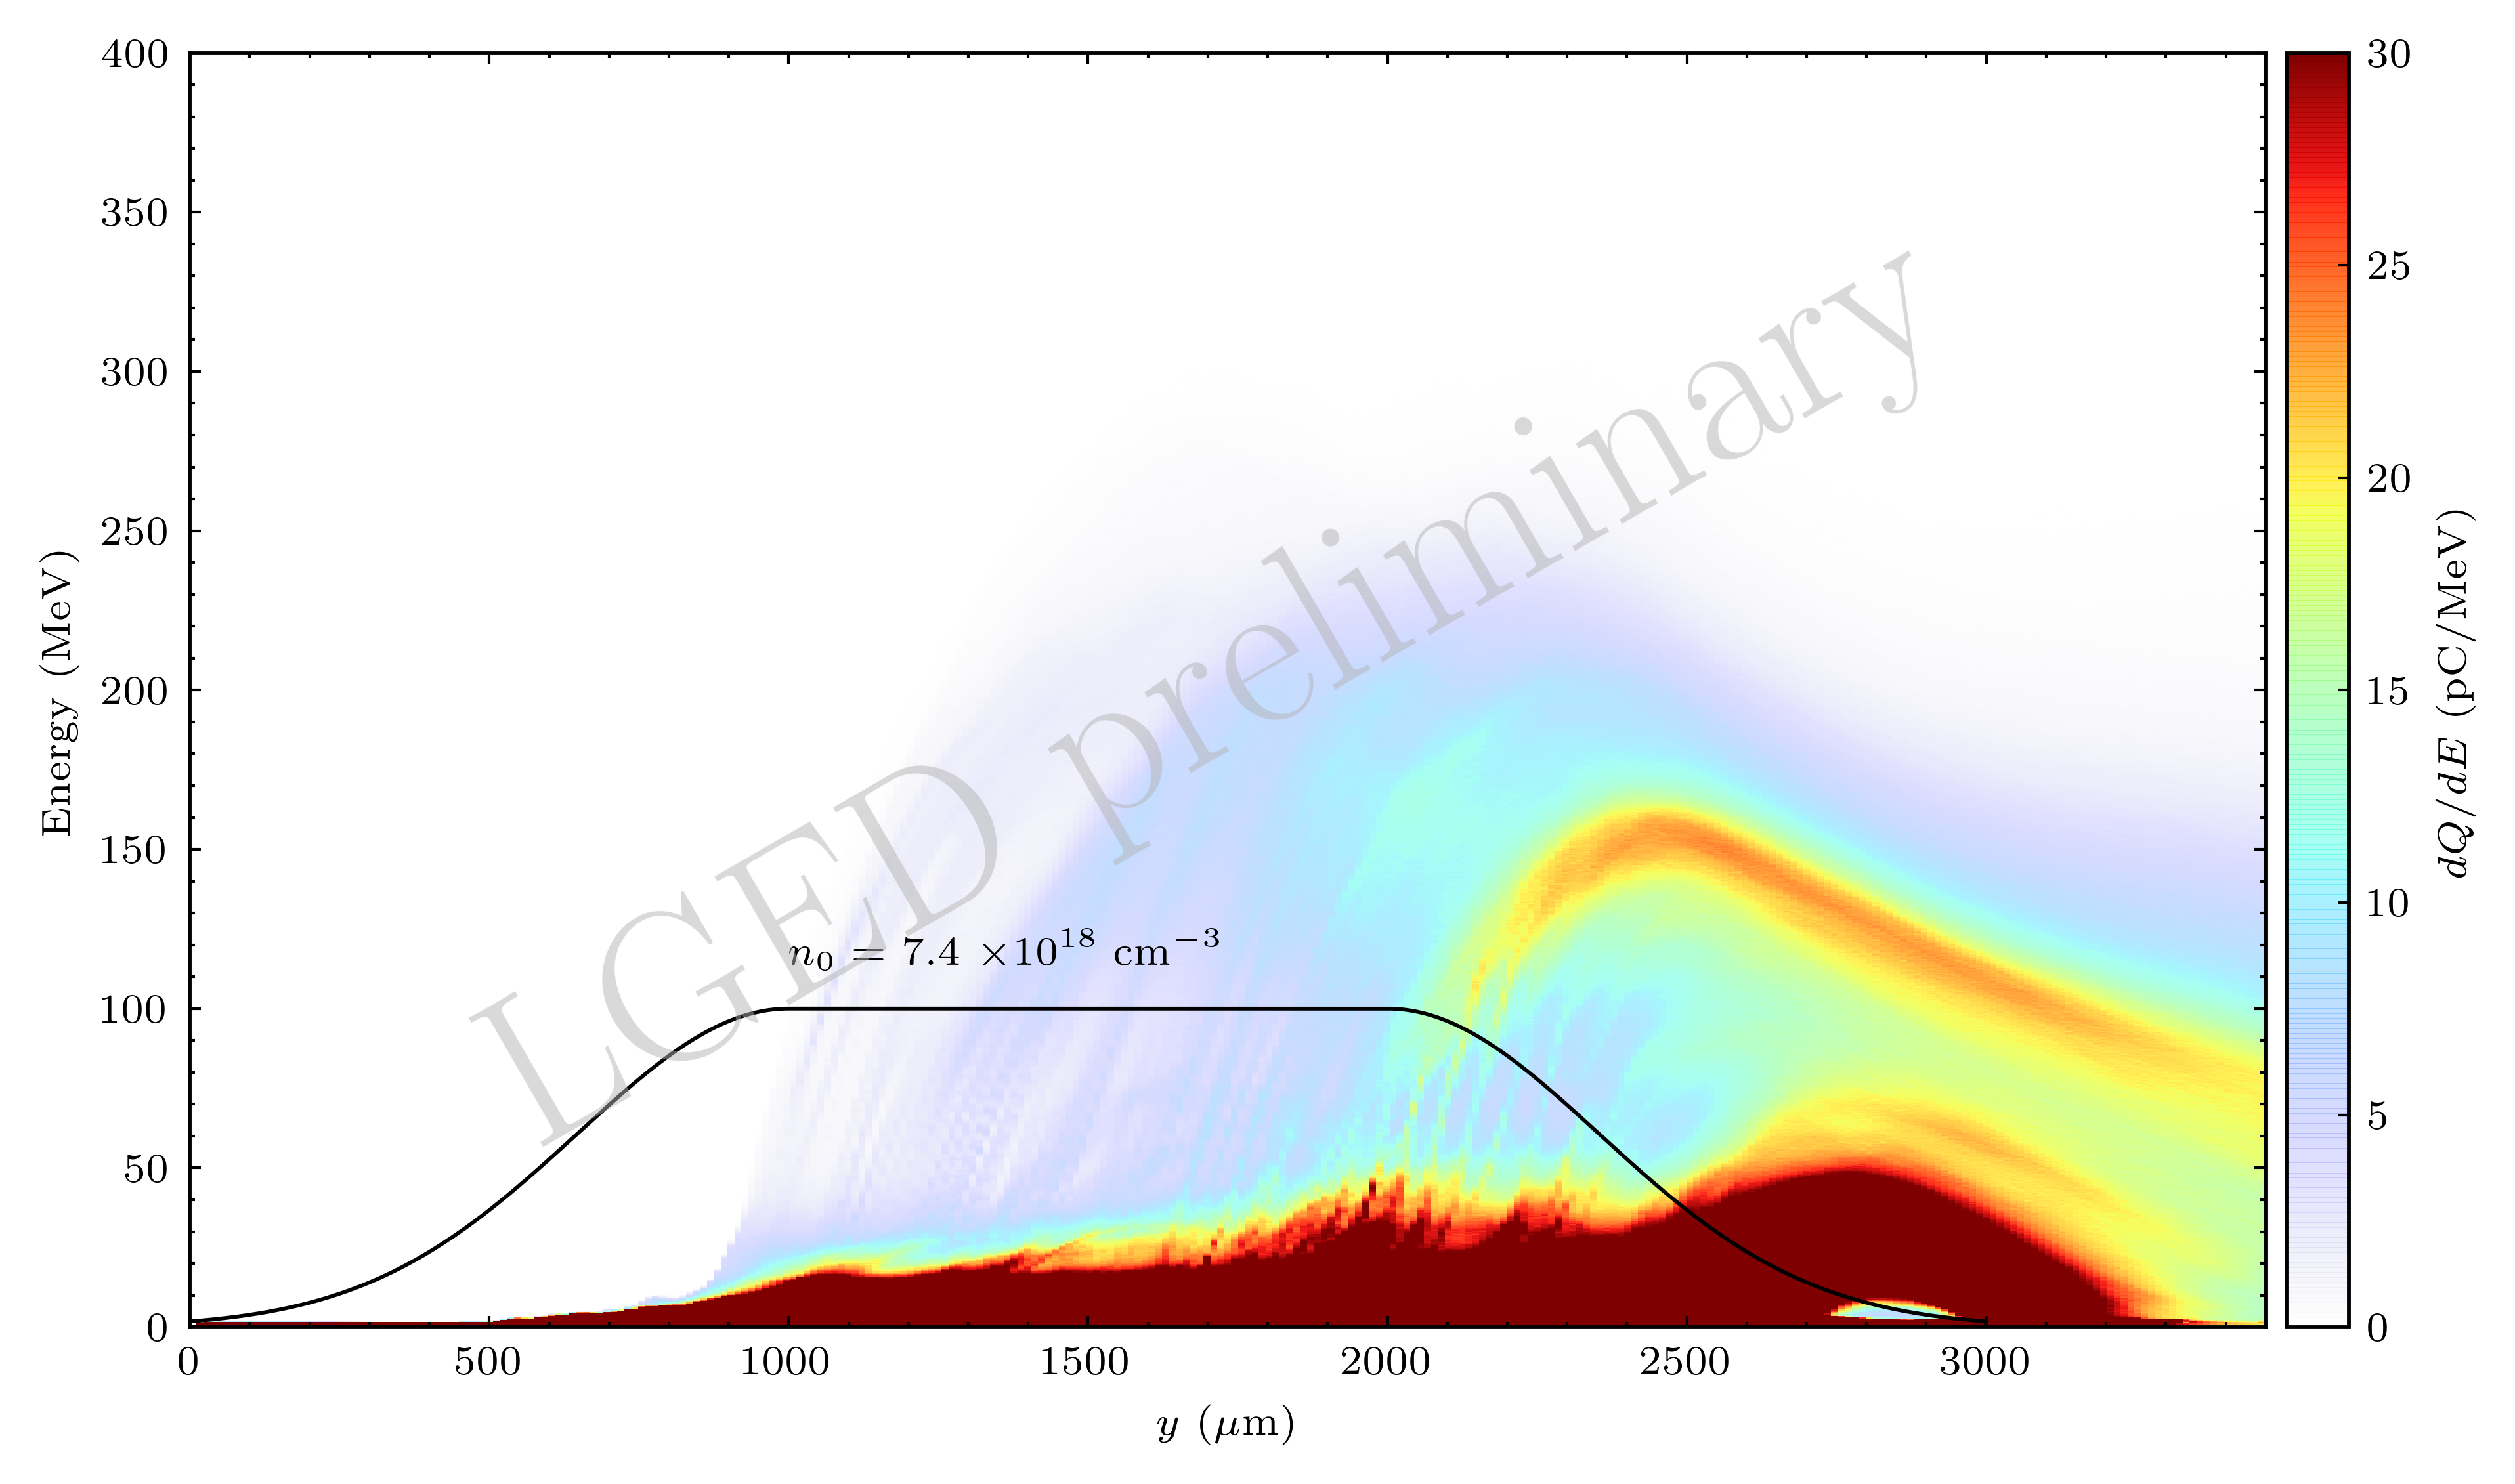 400
350
300
250
200
150
100
50
0
Energy (MeV)
LGED preliminary
n₀ = 7.4 ×10¹⁸ cm⁻³
0 500 1000 1500 2000 2500 3000
y (μm)
30
25
20
15
10
5
0
dQ/dE (pC/MeV)